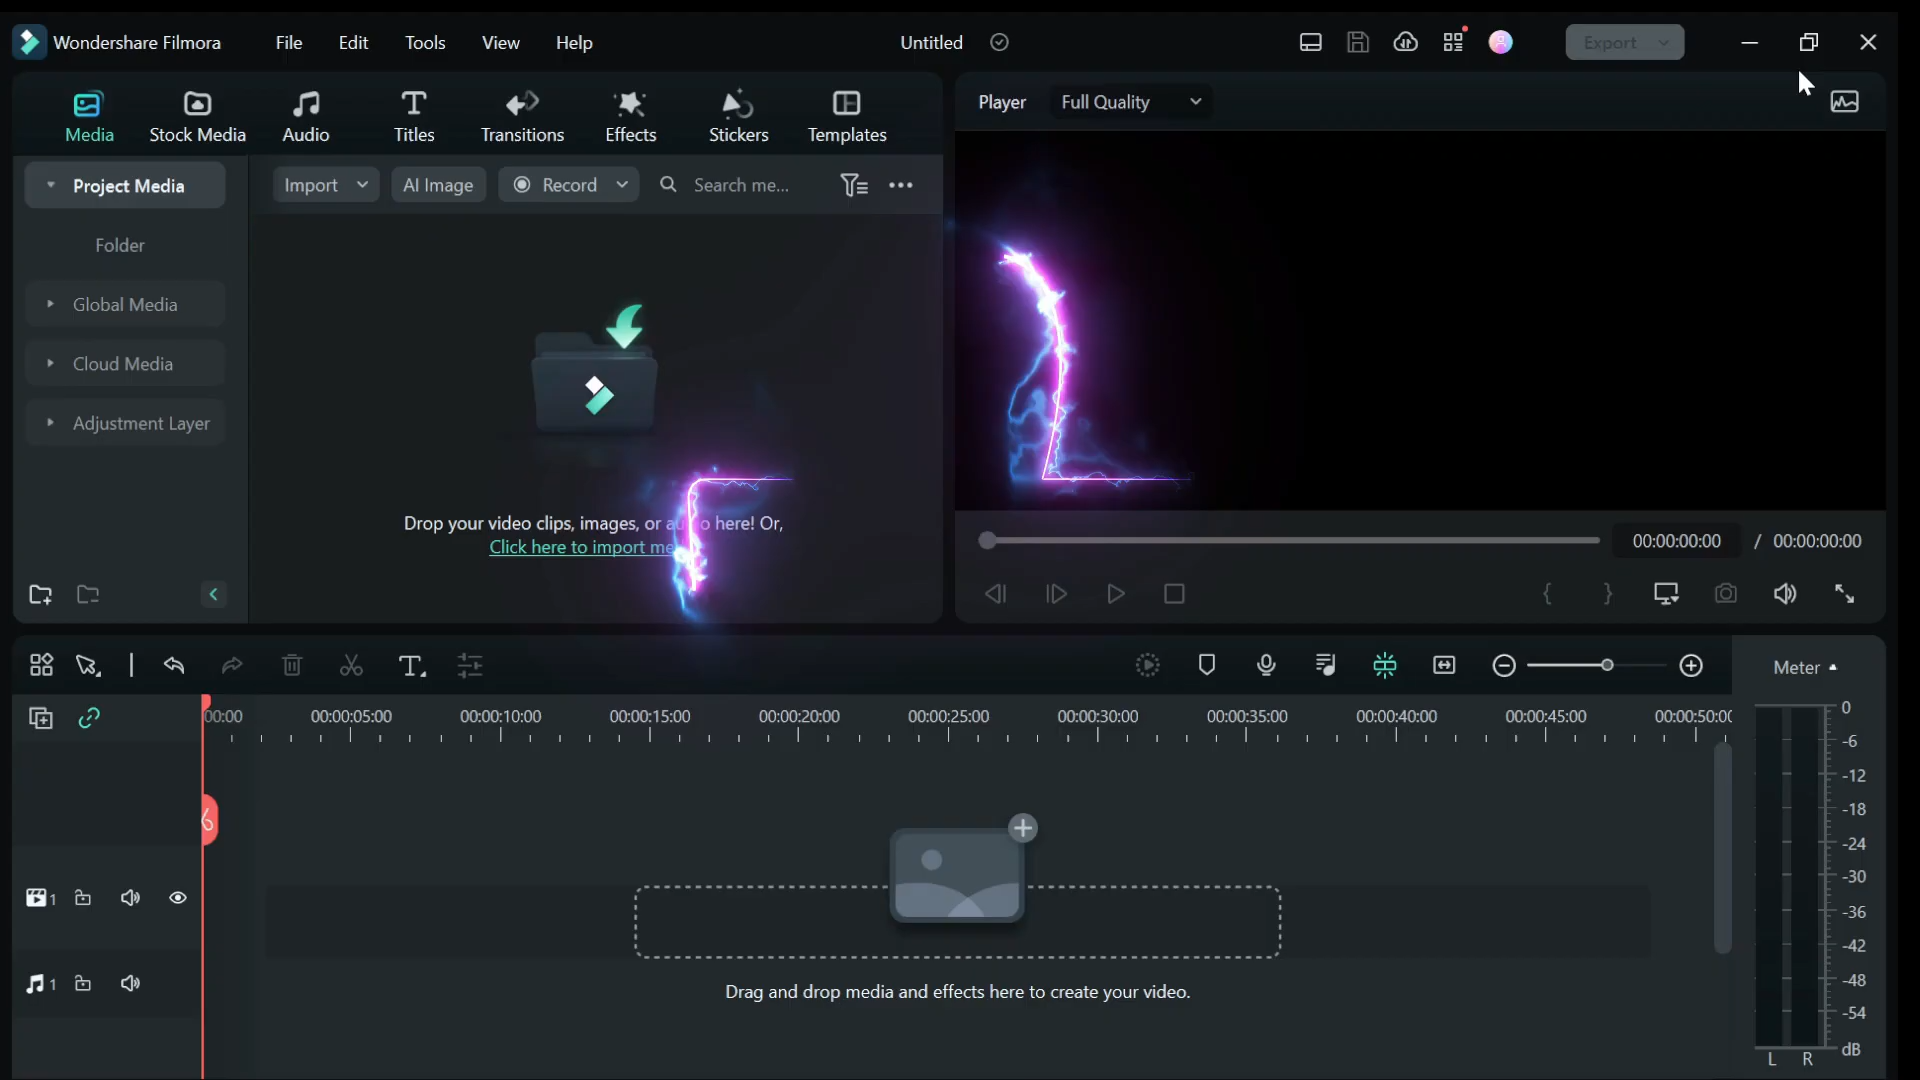 Wondershare Filmora File Edit Tools View Help Untitled Export
Media Stock Media Audio Titles Transitions Effects Stickers Templates
Player Full Quality
Project Media
Import AI Image Record Search me...
Folder
Global Media
Cloud Media
Adjustment Layer
Drop your video clips, images, or here! Or,
Click here to import
00:00:00:00 / 00:00:00:00
Meter
00:00 00:00:05:00 00:00:10:00 00:00:15:00 00:00:20:00 00:00:25:00 00:00:30:00 00:00:35:00 00:00:40:00 00:00:45:00 00:00:50:00
0
-6
-12
-18
-24
-30
-36
-42
-48
-54
dB
L R
1
1
Drag and drop media and effects here to create your video.